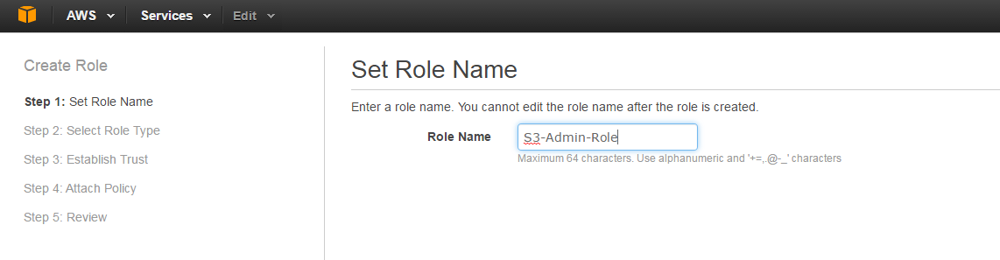 AWS Services Edit
Create Role
Step 1: Set Role Name
Step 2: Select Role Type
Step 3: Establish Trust
Step 4: Attach Policy
Step 5: Review
Set Role Name
Enter a role name. You cannot edit the role name after the role is created.
Role Name S3-Admin-Role
Maximum 64 characters. Use alphanumeric and '+=,.@-_' characters